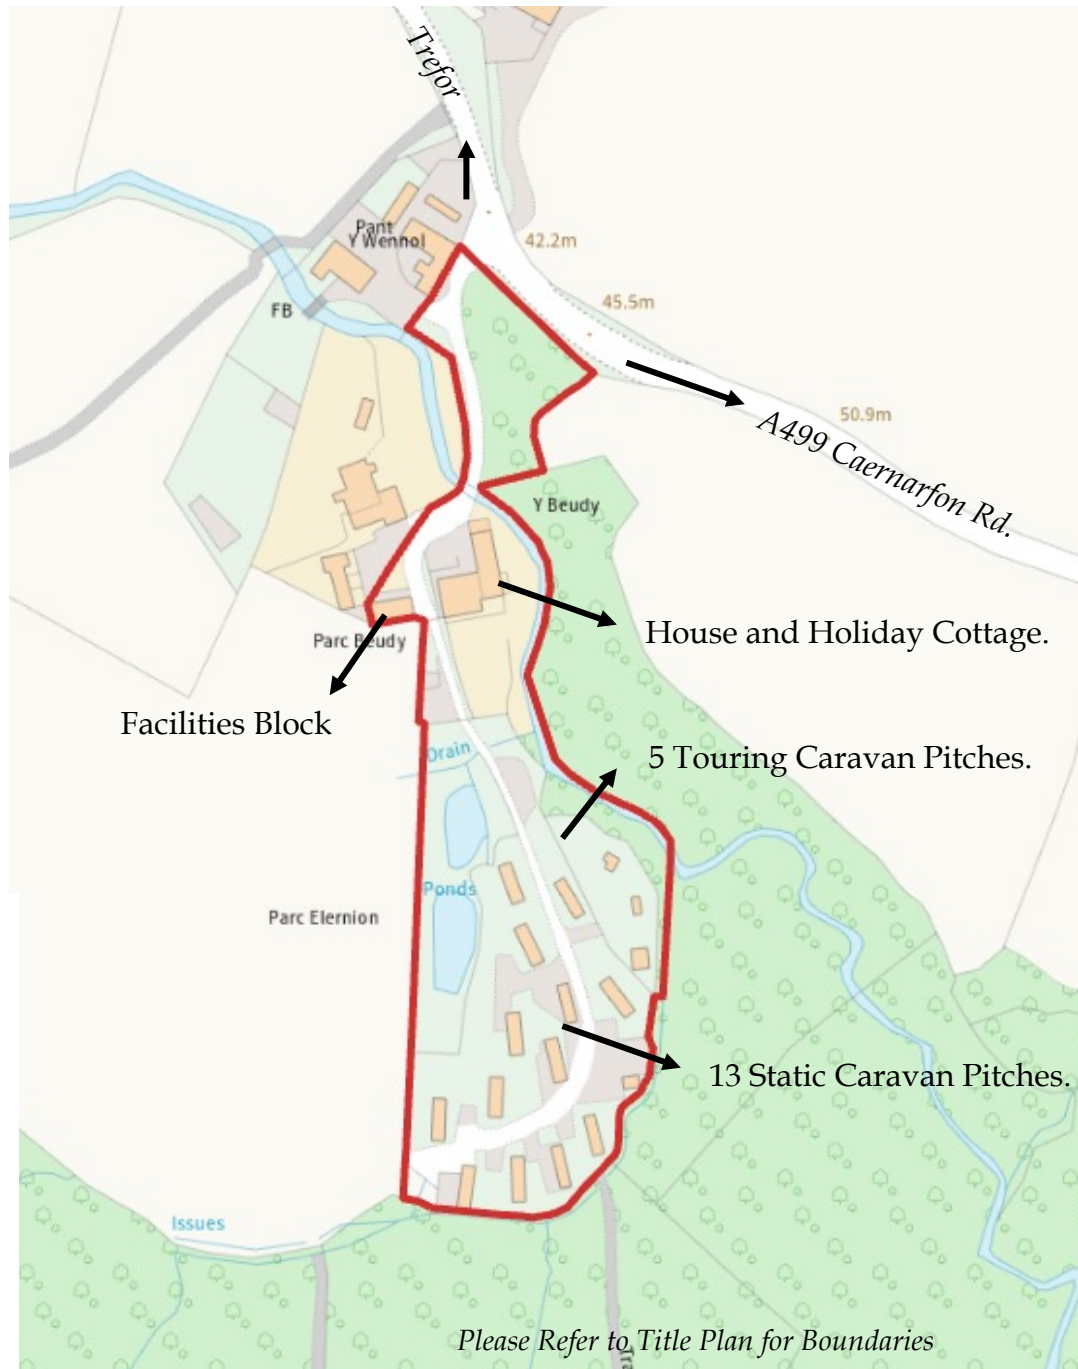 Trefor
Pant
Y Wennol
42.2m
45.5m
FB
50.9m
A499 Caernarfon Rd.
Y Beudy
House and Holiday Cottage.
Parc Beudy
Facilities Block
Drain
5 Touring Caravan Pitches.
Ponds
Parc Elernion
13 Static Caravan Pitches.
Issues
Please Refer to Title Plan for Boundaries